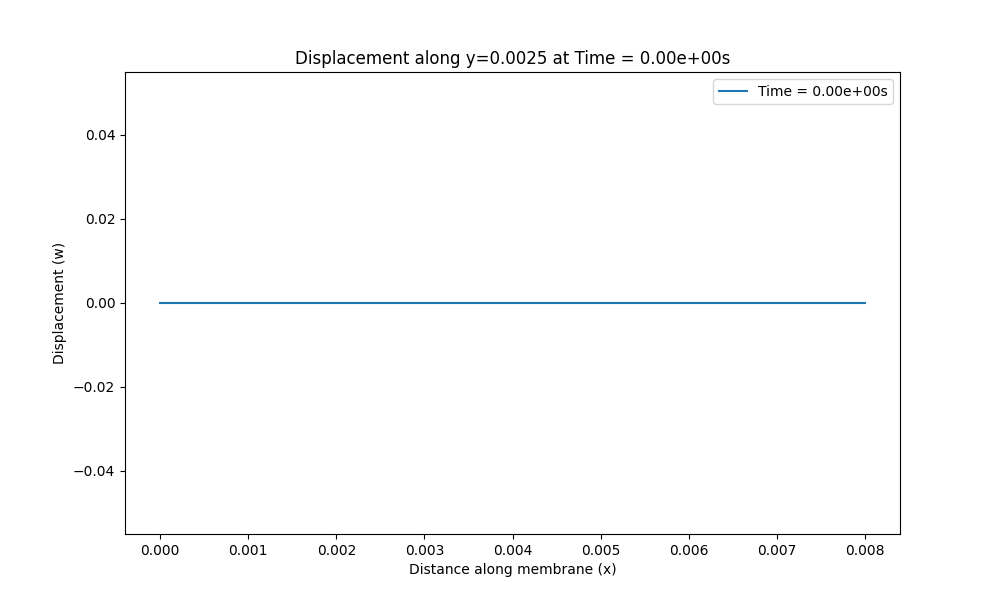 Displacement along y=0.0025 at Time = 0.00e+00s
Time = 0.00e+00s
0.04
0.02
0.00
−0.02
−0.04
Displacement (w)
0.000 0.001 0.002 0.003 0.004 0.005 0.006 0.007 0.008
Distance along membrane (x)